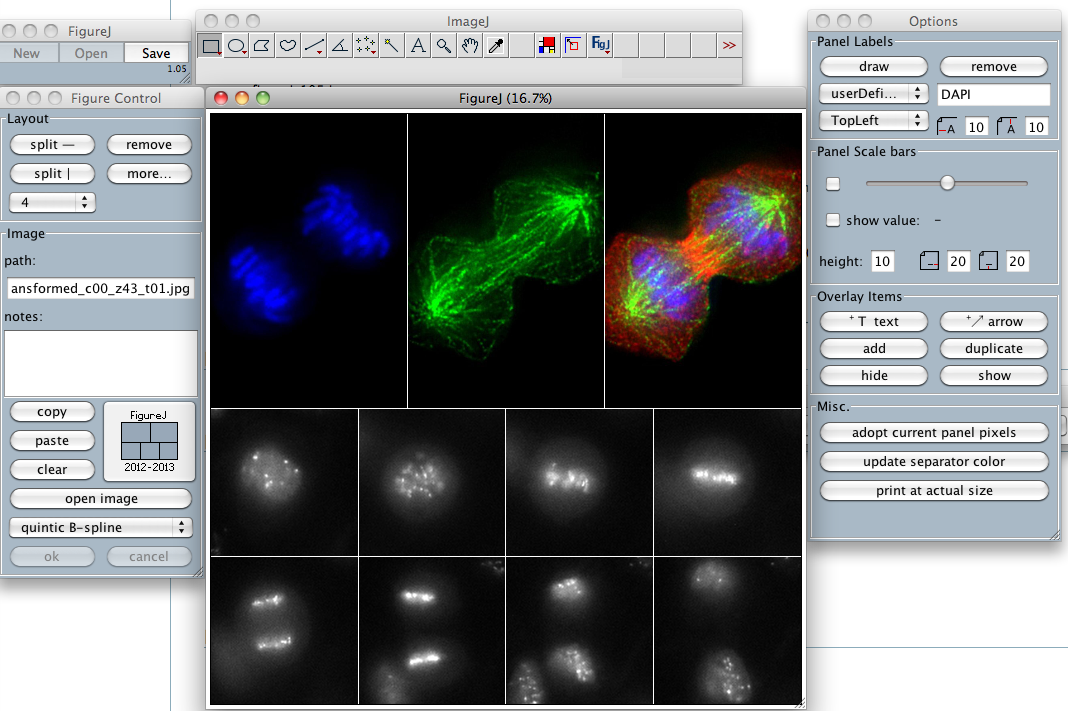 FigureJ
New Open Save
1.05
ImageJ
A
FigJ
>>
Figure Control
Layout
split — remove
split | more...
4
Image
path:
ansformed_c00_z43_t01.jpg
notes:
copy
paste
clear
FigureJ
2012-2013
open image
quintic B-spline
ok cancel
FigureJ (16.7%)
Options
Panel Labels
draw remove
userDefi... DAPI
TopLeft A 10 A 10
Panel Scale bars
show value: -
height: 10 20 20
Overlay Items
+T text +↗ arrow
add duplicate
hide show
Misc.
adopt current panel pixels
update separator color
print at actual size